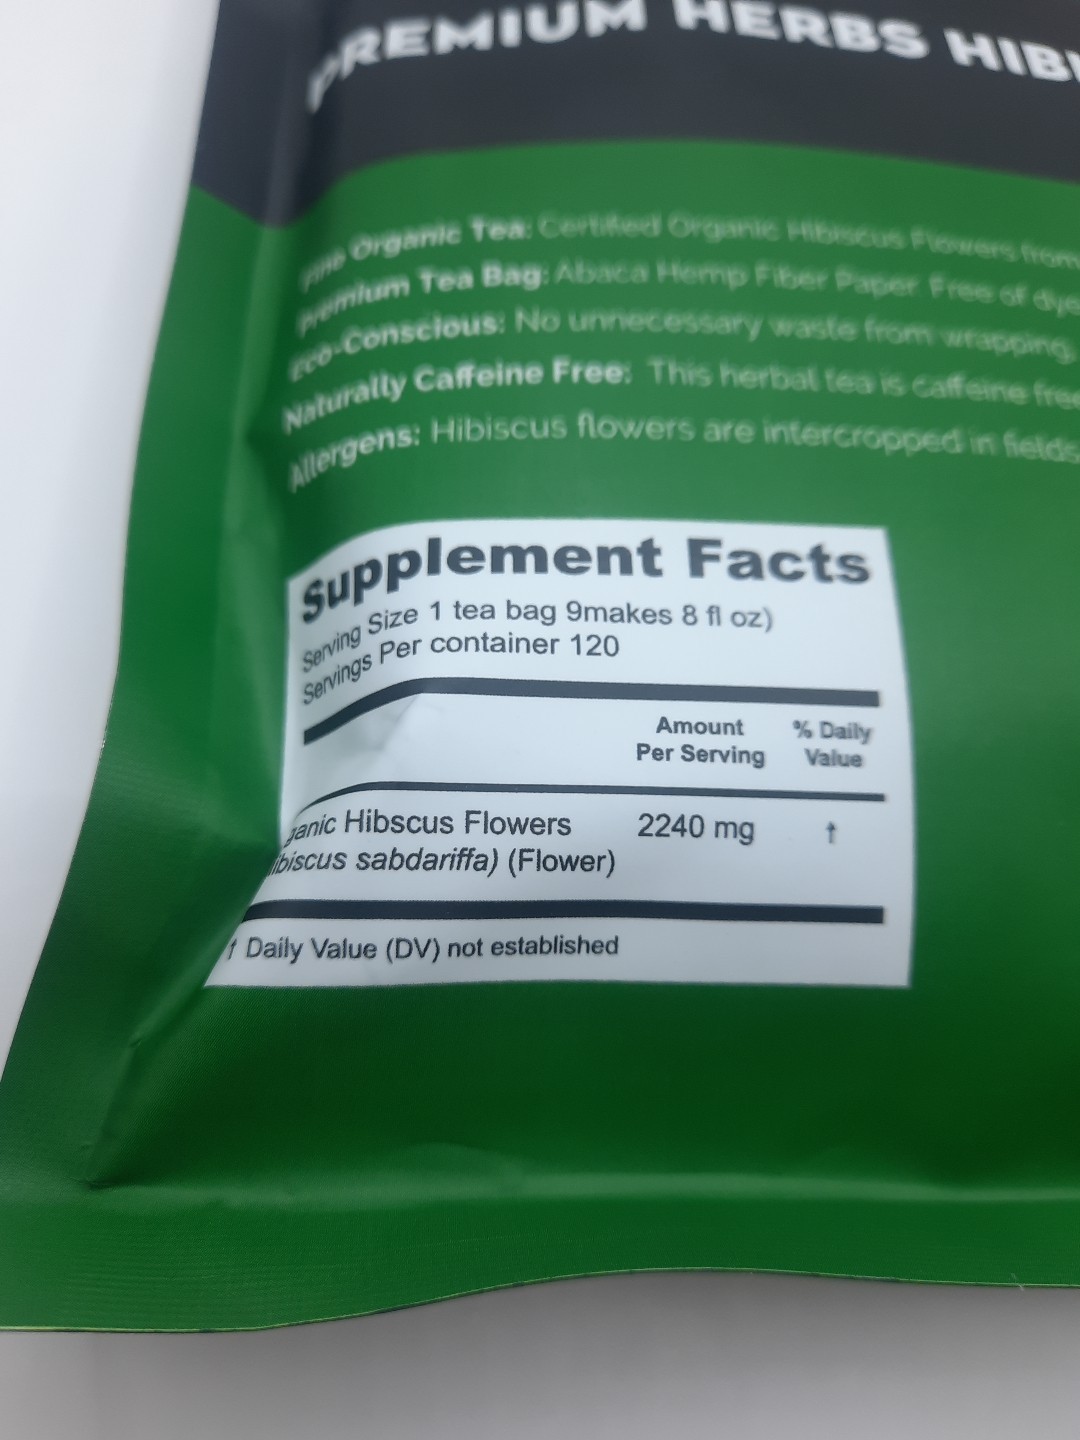 PREMIUM HERBS HIBI
Fine Organic Tea: Certified Organic Hibiscus Flowers from
Premium Tea Bag: Abaca Hemp Fiber Paper. Free of dye
Eco-Conscious: No unnecessary waste from wrapping,
Naturally Caffeine Free: This herbal tea is caffeine free
Allergens: Hibiscus flowers are intercropped in fields
Supplement Facts
Serving Size 1 tea bag 9makes 8 fl oz)
Servings Per container 120
Amount Per Serving
% Daily Value
ganic Hibscus Flowers 2240 mg †
ibiscus sabdariffa) (Flower)
† Daily Value (DV) not established